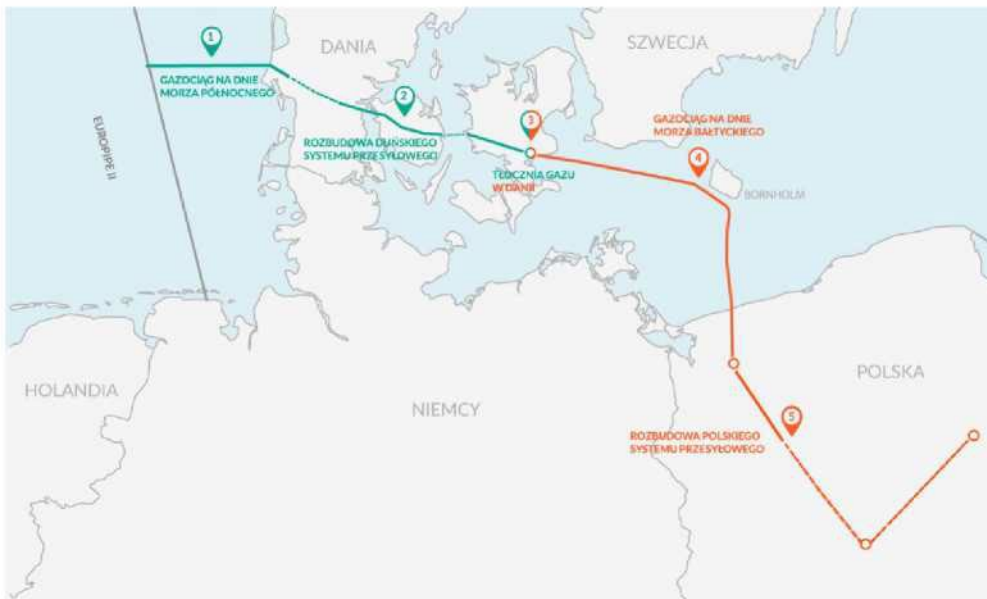 1
DANIA
SZWECJA
GAZOCIĄG NA DNIE
MORZA PÓŁNOCNEGO
2
3
GAZOCIĄG NA DNIE
MORZA BAŁTYCKIEGO
EUROPIPE II
ROZBUDOWA DUŃSKIEGO
SYSTEMU PRZESYŁOWEGO
TŁOCZNIA GAZU
W DANII
4
BORNHOLM
HOLANDIA
NIEMCY
POLSKA
5
ROZBUDOWA POLSKIEGO
SYSTEMU PRZESYŁOWEGO